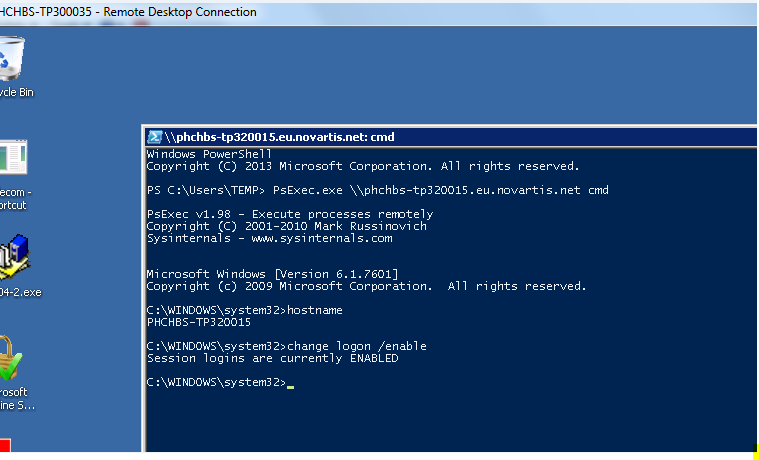 HCHBS-TP300035 - Remote Desktop Connection
ycle Bin
\\phchbs-tp320015.eu.novartis.net: cmd
Windows PowerShell
Copyright (C) 2013 Microsoft Corporation. All rights reserved.
ecom -
ortcut
PS C:\Users\TEMP> PsExec.exe \\phchbs-tp320015.eu.novartis.net cmd
PsExec v1.98 - Execute processes remotely
Copyright (C) 2001-2010 Mark Russinovich
Sysinternals - www.sysinternals.com
Microsoft Windows [Version 6.1.7601]
Copyright (c) 2009 Microsoft Corporation.  All rights reserved.
04-2.exe
C:\WINDOWS\system32>hostname
PHCHBS-TP320015
C:\WINDOWS\system32>change logon /enable
Session logins are currently ENABLED
C:\WINDOWS\system32>
rosoft
ine S...